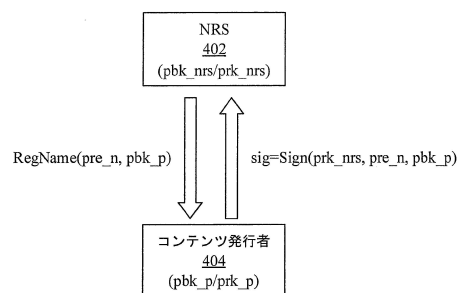 NRS
402
(pbk_nrs/prk_nrs)
RegName(pre_n, pbk_p)
sig=Sign(prk_nrs, pre_n, pbk_p)
コンテンツ発行者
404
(pbk_p/prk_p)